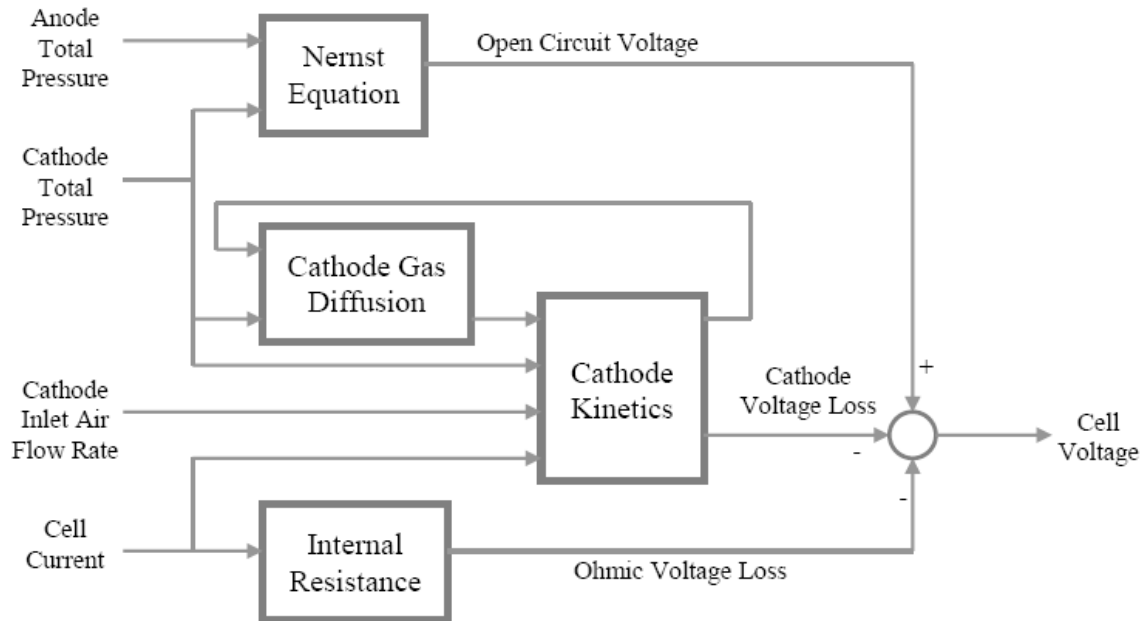 Anode
Total
Pressure
Nernst
Equation
Open Circuit Voltage
Cathode
Total
Pressure
Cathode Gas
Diffusion
Cathode
Inlet Air
Flow Rate
Cathode
Kinetics
Cathode
Voltage Loss
+
-
-
Cell
Voltage
Cell
Current
Internal
Resistance
Ohmic Voltage Loss